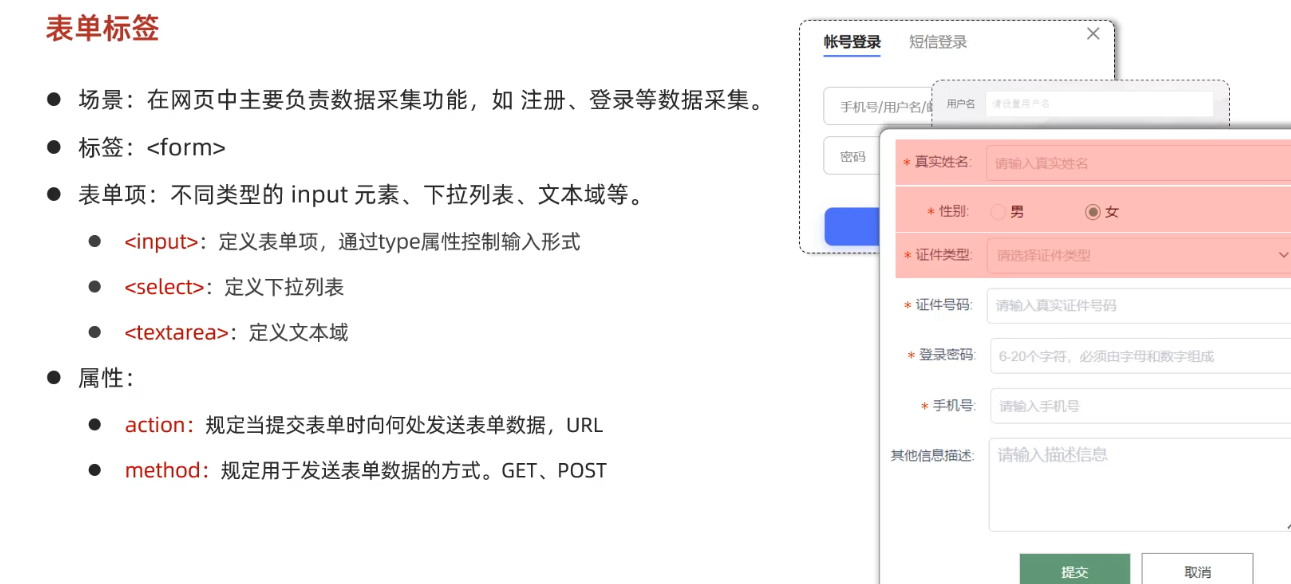 表单标签
● 场景：在网页中主要负责数据采集功能，如 注册、登录等数据采集。
● 标签：<form>
● 表单项：不同类型的 input 元素、下拉列表、文本域等。
● <input>：定义表单项，通过type属性控制输入形式
● <select>：定义下拉列表
● <textarea>：定义文本域
● 属性：
● action：规定当提交表单时向何处发送表单数据，URL
● method：规定用于发送表单数据的方式。GET、POST
帐号登录 短信登录
手机号/用户名/
密码
用户名 请设置用户名
* 真实姓名: 请输入真实姓名
* 性别: 男 女
* 证件类型: 请选择证件类型
* 证件号码: 请输入真实证件号码
* 登录密码: 6-20个字符，必须由字母和数字组成
* 手机号: 请输入手机号
其他信息描述: 请输入描述信息
提交 取消